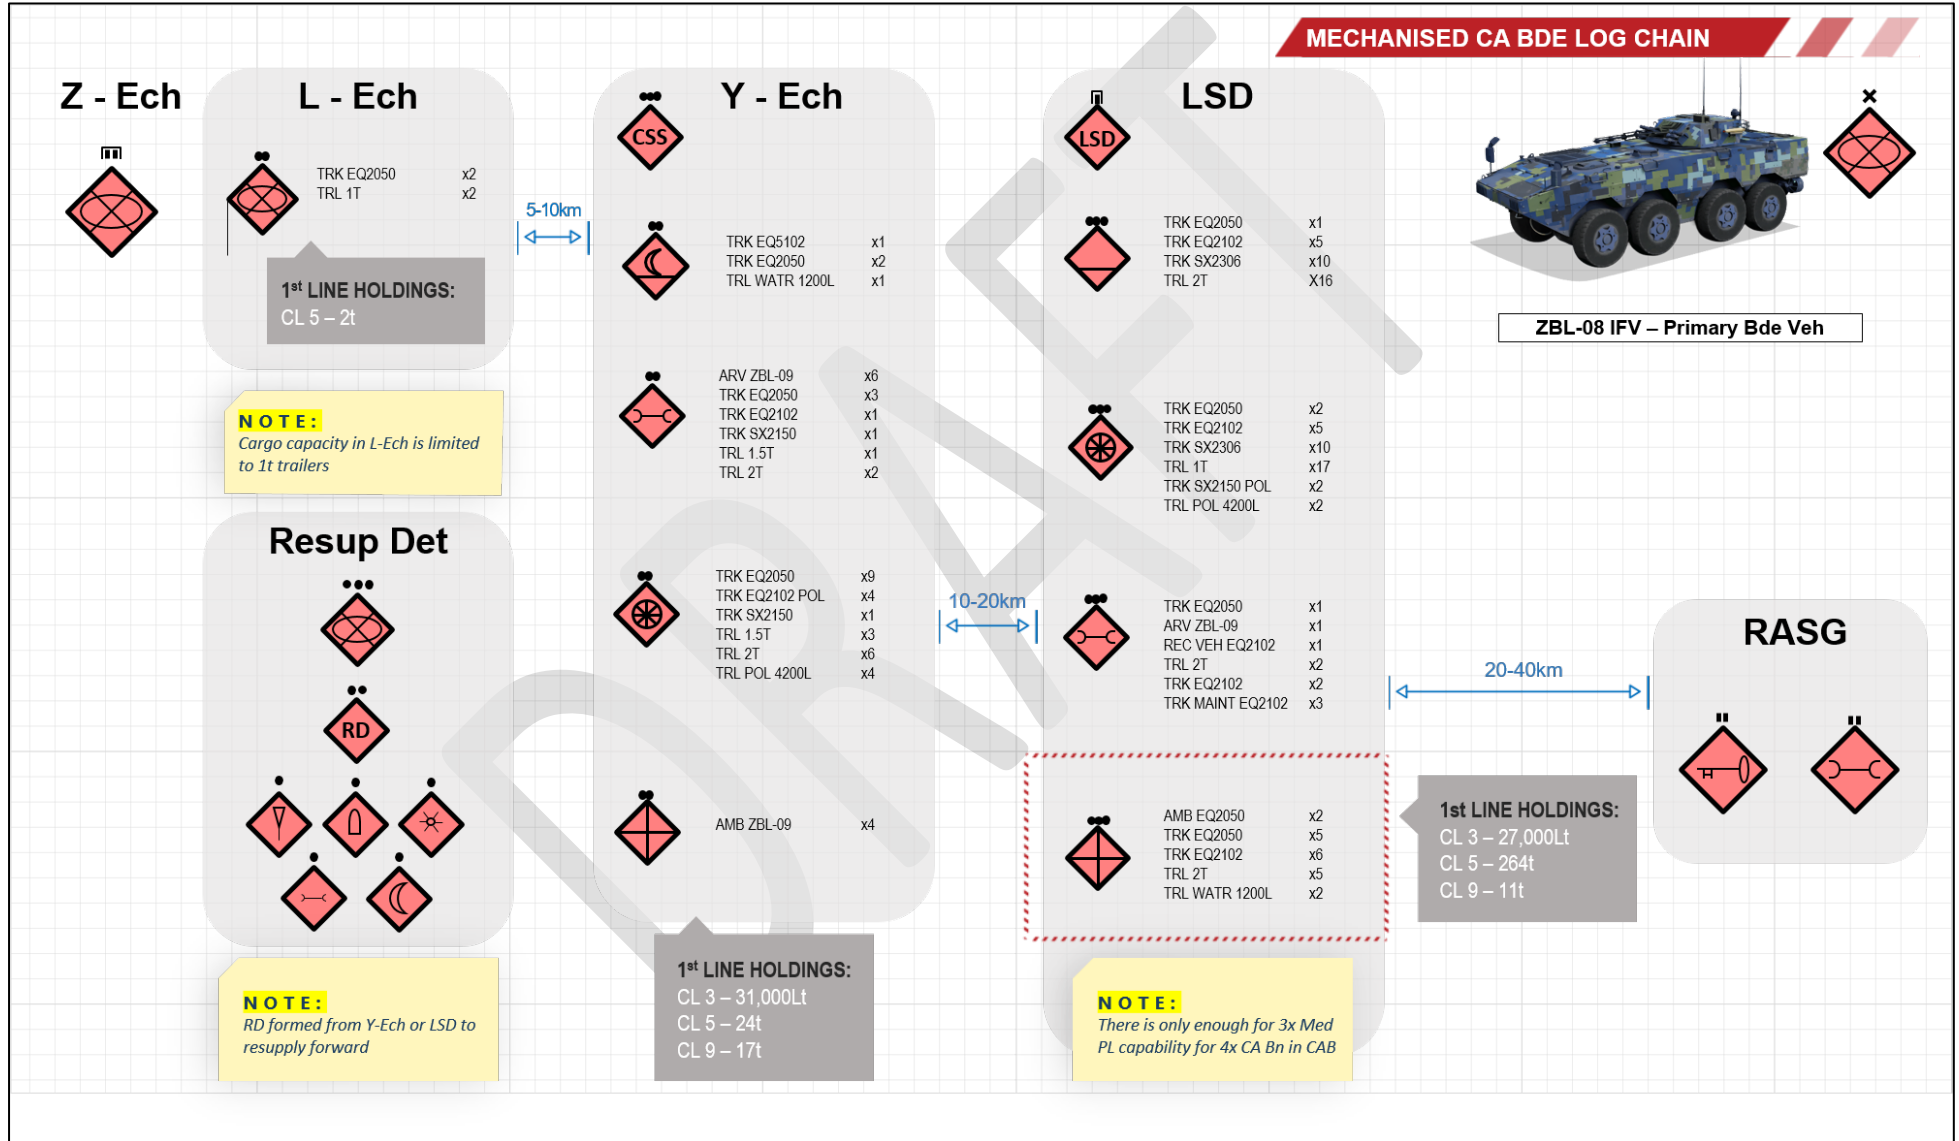 MECHANISED CA BDE LOG CHAIN
Z - Ech
L - Ech
TRK EQ2050 x2
TRL 1T x2
1st LINE HOLDINGS:
CL 5 – 2t
NOTE:
Cargo capacity in L-Ech is limited
to 1t trailers
5-10km
Resup Det
RD
NOTE:
RD formed from Y-Ech or LSD to
resupply forward
Y - Ech
CSS
TRK EQ5102 x1
TRK EQ2050 x2
TRL WATR 1200L x1
ARV ZBL-09 x6
TRK EQ2050 x3
TRK EQ2102 x1
TRK SX2150 x1
TRL 1.5T x1
TRL 2T x2
TRK EQ2050 x9
TRK EQ2102 POL x4
TRK SX2150 x1
TRL 1.5T x3
TRL 2T x6
TRL POL 4200L x4
AMB ZBL-09 x4
1st LINE HOLDINGS:
CL 3 – 31,000Lt
CL 5 – 24t
CL 9 – 17t
10-20km
LSD
LSD
TRK EQ2050 x1
TRK EQ2102 x5
TRK SX2306 x10
TRL 2T X16
TRK EQ2050 x2
TRK EQ2102 x5
TRK SX2306 x10
TRL 1T x17
TRK SX2150 POL x2
TRL POL 4200L x2
TRK EQ2050 x1
ARV ZBL-09 x1
REC VEH EQ2102 x1
TRL 2T x2
TRK EQ2102 x2
TRK MAINT EQ2102 x3
AMB EQ2050 x2
TRK EQ2050 x5
TRK EQ2102 x6
TRL 2T x5
TRL WATR 1200L x2
NOTE:
There is only enough for 3x Med
PL capability for 4x CA Bn in CAB
1st LINE HOLDINGS:
CL 3 – 27,000Lt
CL 5 – 264t
CL 9 – 11t
20-40km
RASG
ZBL-08 IFV – Primary Bde Veh
DRAFT